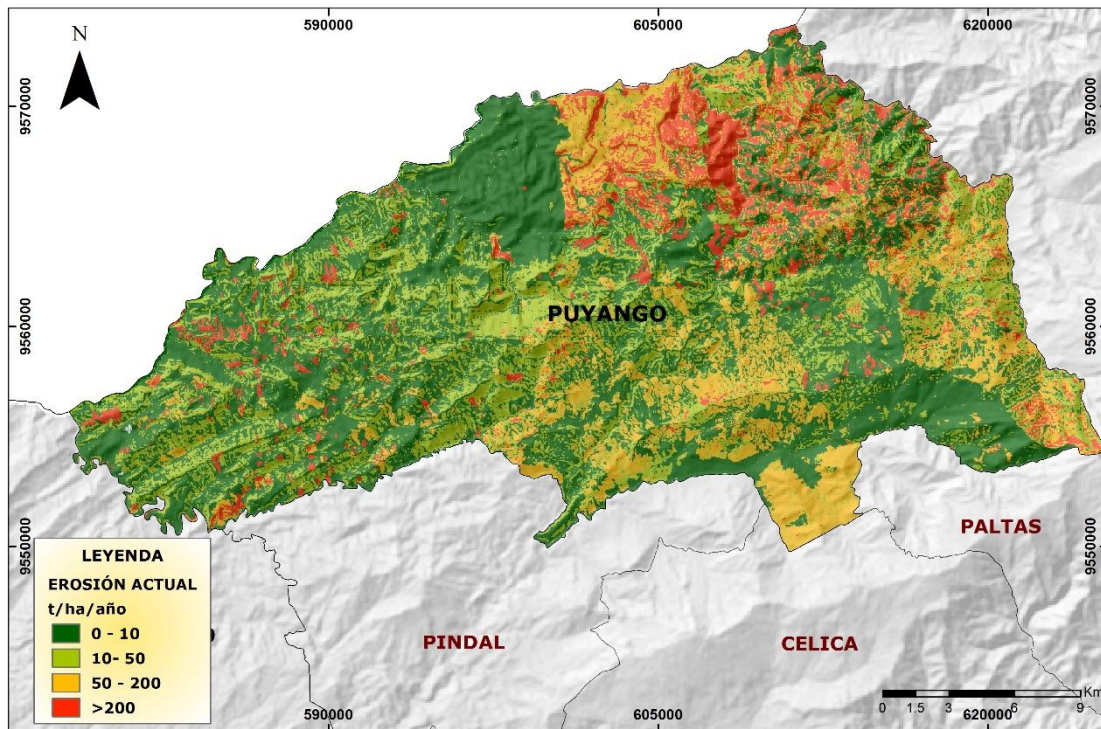 N
590000
605000
620000
9570000
9570000
PUYANGO
9560000
9560000
PALTAS
9550000
9550000
LEYENDA
EROSIÓN ACTUAL
t/ha/año
0 - 10
10- 50
50 - 200
>200
PINDAL
CELICA
Km
0 1.5 3 6 9
590000
605000
620000